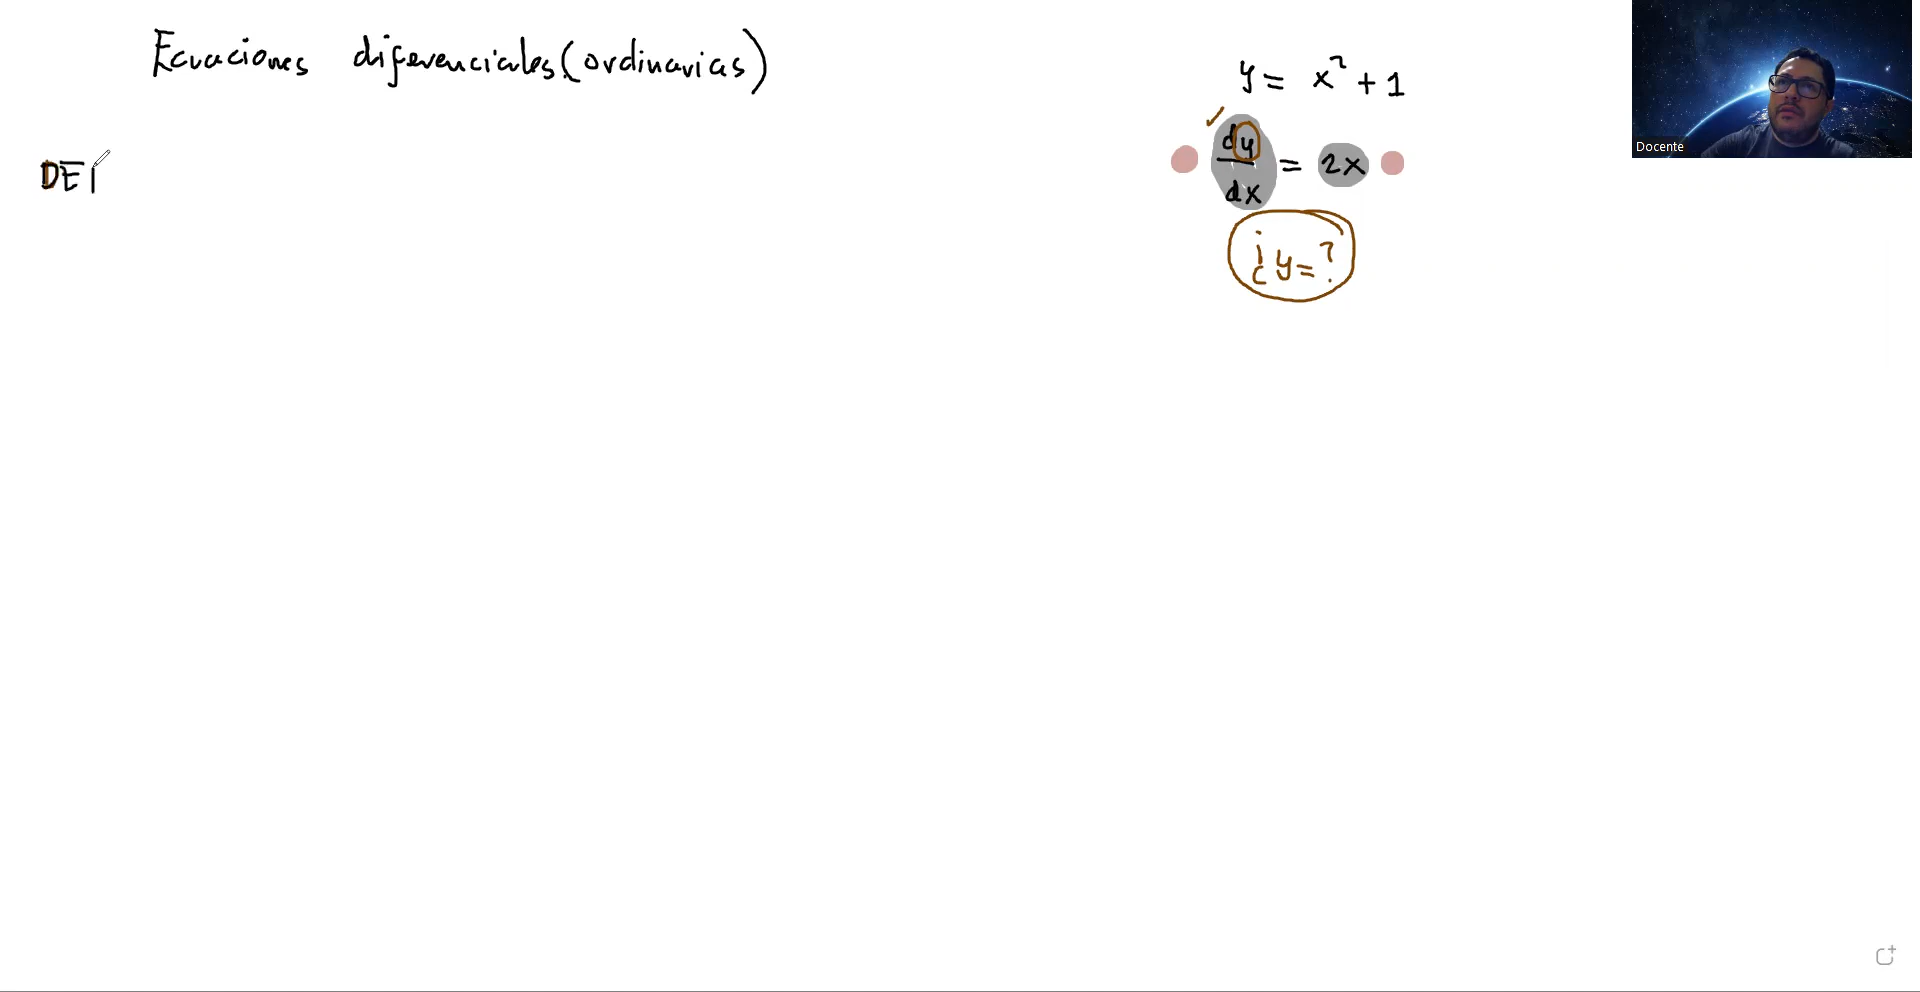 Ecuaciones diferenciales (ordinarias)
y = x² + 1
✓
dy/dx = 2x
¿y=?
DEF
Docente